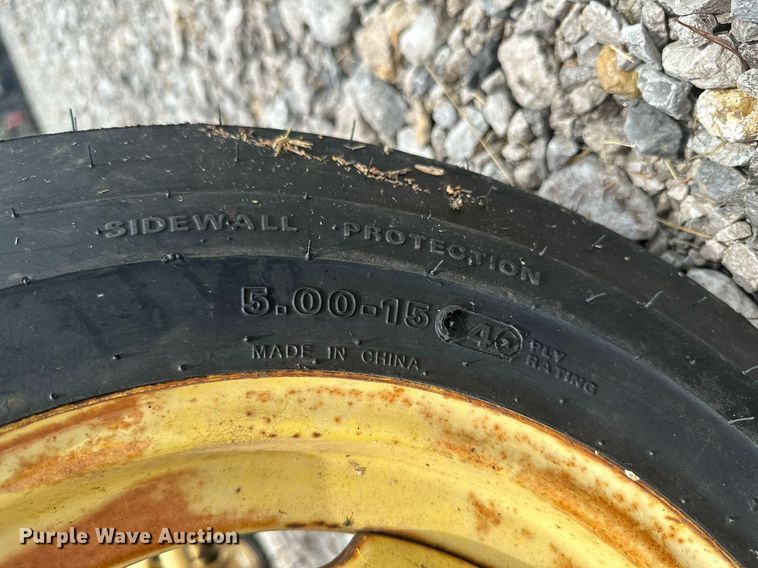 SIDEWALL PROTECTION
5.00-15 4 PLY RATING
MADE IN CHINA
Purple Wave Auction